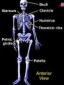 Skull
Clavicle
Sternum
Humerus
Thoracic ribs
Pelvic
girdle
Patella
Anterior
View